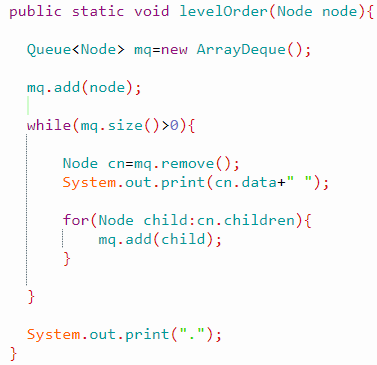 public static void levelOrder(Node node){
Queue<Node> mq=new ArrayDeque();
mq.add(node);
while(mq.size()>0){
Node cn=mq.remove();
System.out.print(cn.data+" ");
for(Node child:cn.children){
mq.add(child);
}
}
System.out.print(".");
}